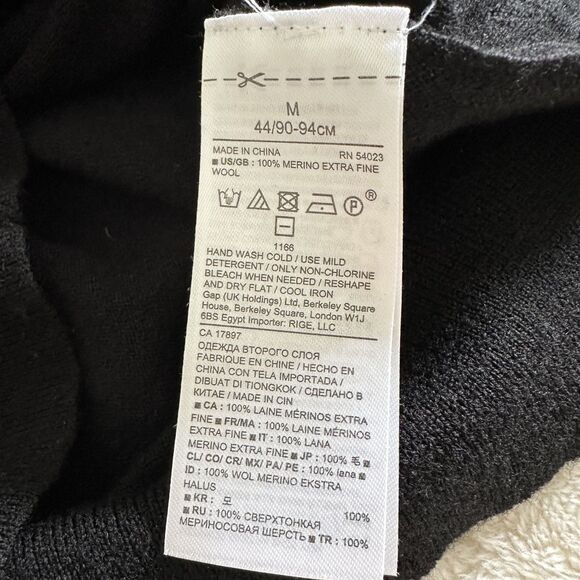 M
44/90-94CM
MADE IN CHINA RN 54023
■ US/GB : 100% MERINO EXTRA FINE
WOOL
P ®
1166
HAND WASH COLD / USE MILD
DETERGENT / ONLY NON-CHLORINE
BLEACH WHEN NEEDED / RESHAPE
AND DRY FLAT / COOL IRON
Gap (UK Holdings) Ltd, Berkeley Square
House, Berkeley Square, London W1J
6BS Egypt Importer: RIGE, LLC
CA 17897
ОДЕЖДА ВТОРОГО СЛОЯ
FABRIQUE EN CHINE / HECHO EN
CHINA CON TELA IMPORTADA /
DIBUAT DI TIONGKOK / СДЕЛАНО В
КИТАЕ / MADE IN CIN
■ CA : 100% LAINE MÉRINOS EXTRA
FINE ■ FR/MA : 100% LAINE MÉRINOS
EXTRA FINE ■ IT : 100% LANA
MERINO EXTRA FINE ■ JP : 100% 毛 ■
CL/ CO/ CR/ MX/ PA/ PE : 100% lana ■
ID : 100% WOL MERINO EKSTRA
HALUS
■ KR : 모 100%
■ RU : 100% СВЕРХТОНКАЯ
МЕРИНОСОВАЯ ШЕРСТЬ ■ TR : 100%